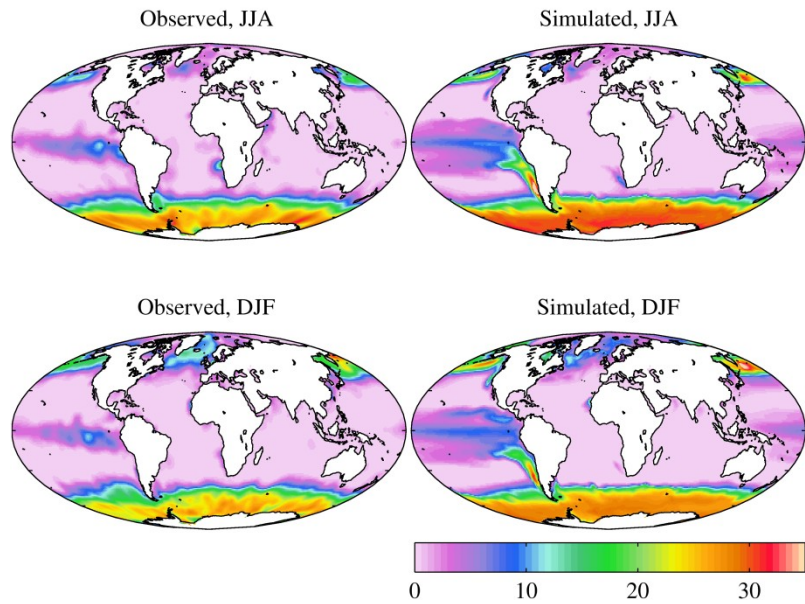 Observed, JJA
Simulated, JJA
Observed, DJF
Simulated, DJF
0 10 20 30